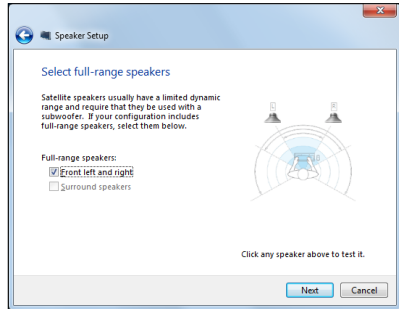 Speaker Setup
Select full-range speakers
Satellite speakers usually have a limited dynamic
range and require that they be used with a
subwoofer. If your configuration includes
full-range speakers, select them below.
L
R
Full-range speakers:
Front left and right
Surround speakers
Click any speaker above to test it.
Next
Cancel